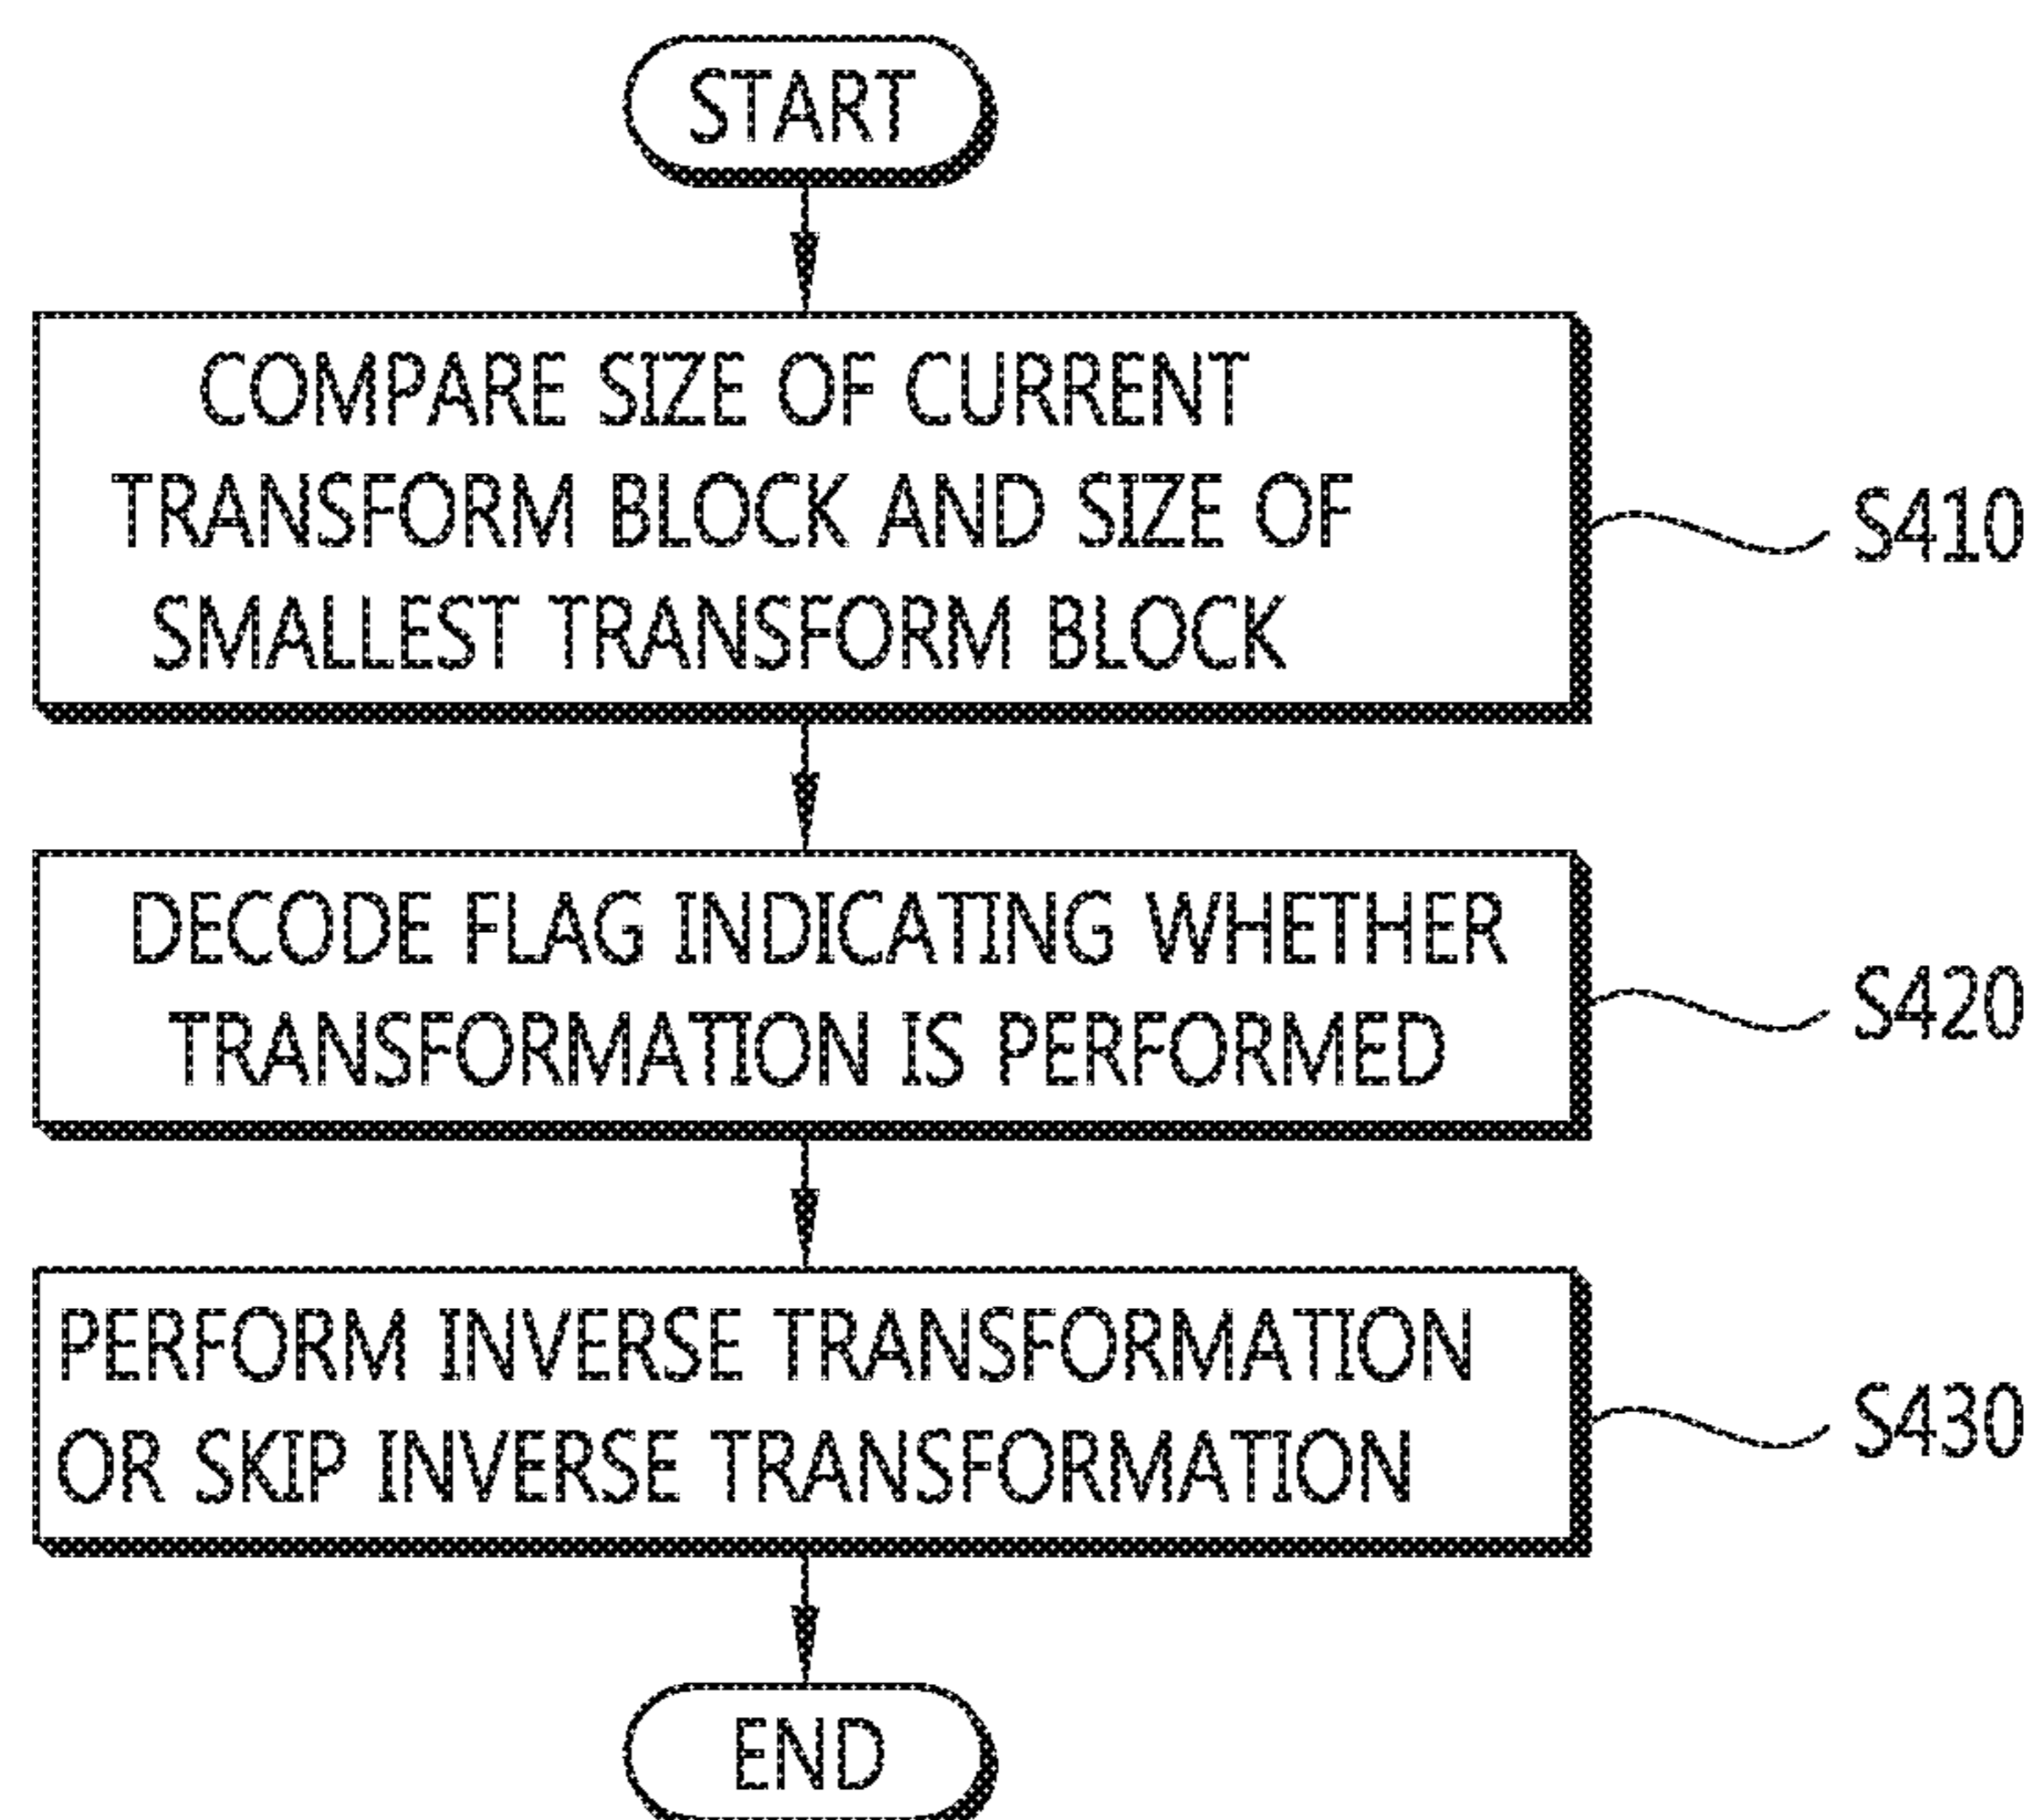 START
COMPARE SIZE OF CURRENT
TRANSFORM BLOCK AND SIZE OF
SMALLEST TRANSFORM BLOCK
S410
DECODE FLAG INDICATING WHETHER
TRANSFORMATION IS PERFORMED
S420
PERFORM INVERSE TRANSFORMATION
OR SKIP INVERSE TRANSFORMATION
S430
END